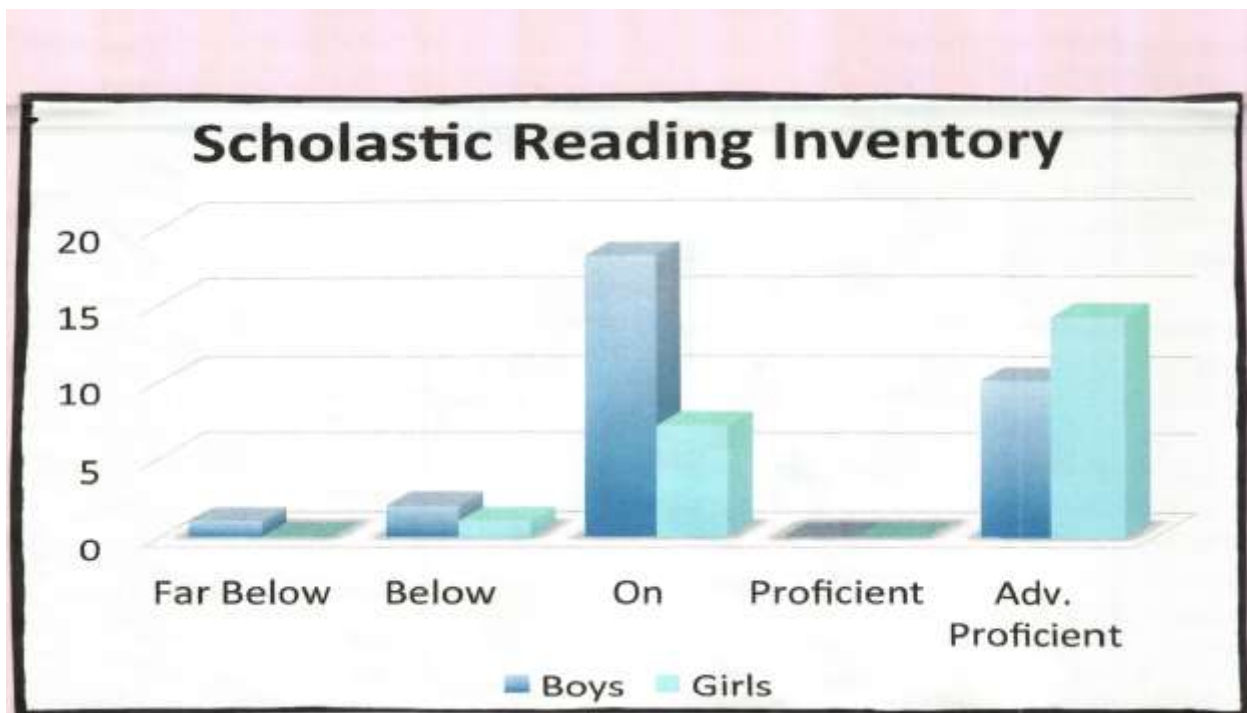 Scholastic Reading Inventory
20
15
10
5
0
Far Below Below On Proficient Adv.
Proficient
Boys Girls